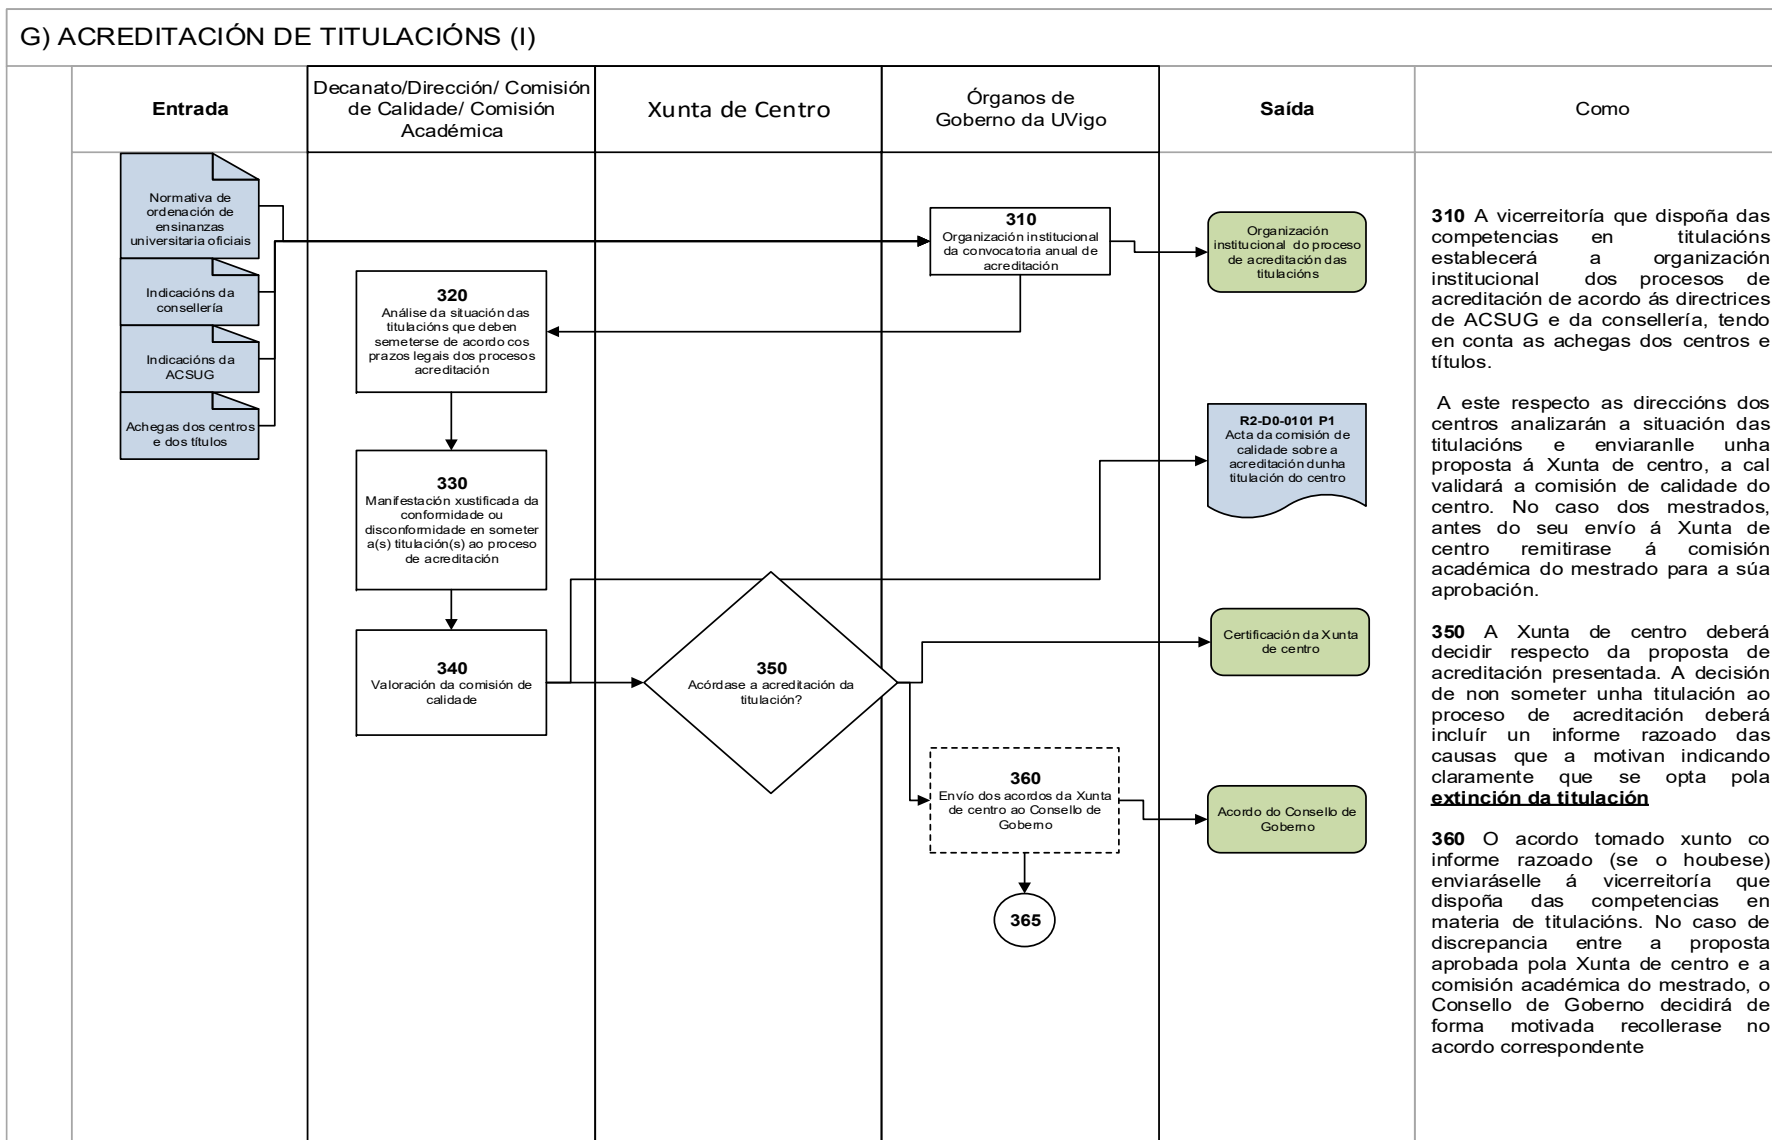 G) ACREDITACIÓN DE TITULACIÓNS (I)
Entrada
Decanato/Dirección/ Comisión
de Calidade/ Comisión
Académica
Xunta de Centro
Órganos de
Goberno da UVigo
Saída
Como
Normativa de
ordenación de
ensinanzas
universitaria oficiais
Indicacións da
consellería
Indicacións da
ACSUG
Achegas dos centros
e dos títulos
310
Organización institucional
da convocatoria anual de
acreditación
Organización
institucional do proceso
de acreditación das
titulacións
320
Análise da situación das
titulacións que deben
semeterse de acordo cos
prazos legais dos procesos
acreditación
330
Manifestación xustificada da
conformidade ou
disconformidade en someter
a(s) titulación(s) ao proceso
de acreditación
R2-D0-0101 P1
Acta da comisión de
calidade sobre a
acreditación dunha
titulación do centro
340
Valoración da comisión de
calidade
350
Acórdase a acreditación da
titulación?
Certificación da Xunta
de centro
360
Envío dos acordos da Xunta
de centro ao Consello de
Goberno
Acordo do Consello de
Goberno
365
310 A vicerreitoría que dispoña das
competencias en titulacións
establecerá a organización
institucional dos procesos de
acreditación de acordo ás directrices
de ACSUG e da consellería, tendo
en conta as achegas dos centros e
títulos.
A este respecto as direccións dos
centros analizarán a situación das
titulacións e enviaranlle unha
proposta á Xunta de centro, a cal
validará a comisión de calidade do
centro. No caso dos mestrados,
antes do seu envío á Xunta de
centro remitirase á comisión
académica do mestrado para a súa
aprobación.
350 A Xunta de centro deberá
decidir respecto da proposta de
acreditación presentada. A decisión
de non someter unha titulación ao
proceso de acreditación deberá
incluír un informe razoado das
causas que a motivan indicando
claramente que se opta pola
extinción da titulación
360 O acordo tomado xunto co
informe razoado (se o houbese)
enviaráselle á vicerreitoría que
dispoña das competencias en
materia de titulacións. No caso de
discrepancia entre a proposta
aprobada pola Xunta de centro e a
comisión académica do mestrado, o
Consello de Goberno decidirá de
forma motivada recollerase no
acordo correspondente